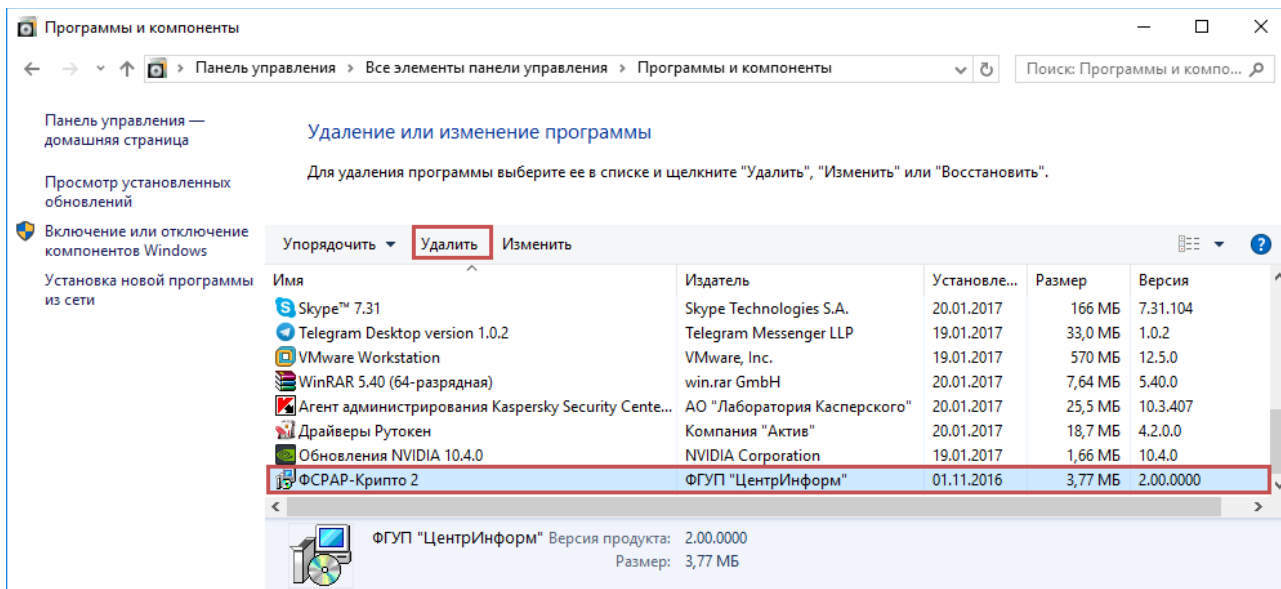 Программы и компоненты
Панель управления › Все элементы панели управления › Программы и компоненты
Поиск: Программы и компо...
Панель управления —
домашняя страница
Просмотр установленных
обновлений
Включение или отключение
компонентов Windows
Установка новой программы
из сети
Удаление или изменение программы
Для удаления программы выберите ее в списке и щелкните "Удалить", "Изменить" или "Восстановить".
Упорядочить Удалить Изменить
Имя Издатель Установле... Размер Версия
Skype™ 7.31 Skype Technologies S.A. 20.01.2017 166 МБ 7.31.104
Telegram Desktop version 1.0.2 Telegram Messenger LLP 19.01.2017 33,0 МБ 1.0.2
VMware Workstation VMware, Inc. 19.01.2017 570 МБ 12.5.0
WinRAR 5.40 (64-разрядная) win.rar GmbH 20.01.2017 7,64 МБ 5.40.0
Агент администрирования Kaspersky Security Cente... АО "Лаборатория Касперского" 20.01.2017 25,5 МБ 10.3.407
Драйверы Рутокен Компания "Актив" 20.01.2017 18,7 МБ 4.2.0.0
Обновления NVIDIA 10.4.0 NVIDIA Corporation 19.01.2017 1,66 МБ 10.4.0
ФСРАР-Крипто 2 ФГУП "ЦентрИнформ" 01.11.2016 3,77 МБ 2.00.0000
ФГУП "ЦентрИнформ" Версия продукта: 2.00.0000
Размер: 3,77 МБ